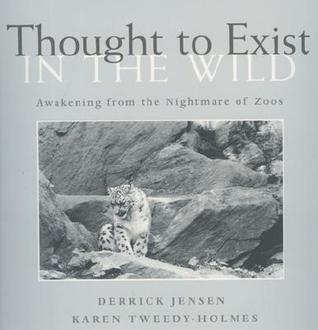 Thought to Exist
IN THE WILD
Awakening from the Nightmare of Zoos
DERRICK JENSEN
KAREN TWEEDY-HOLMES